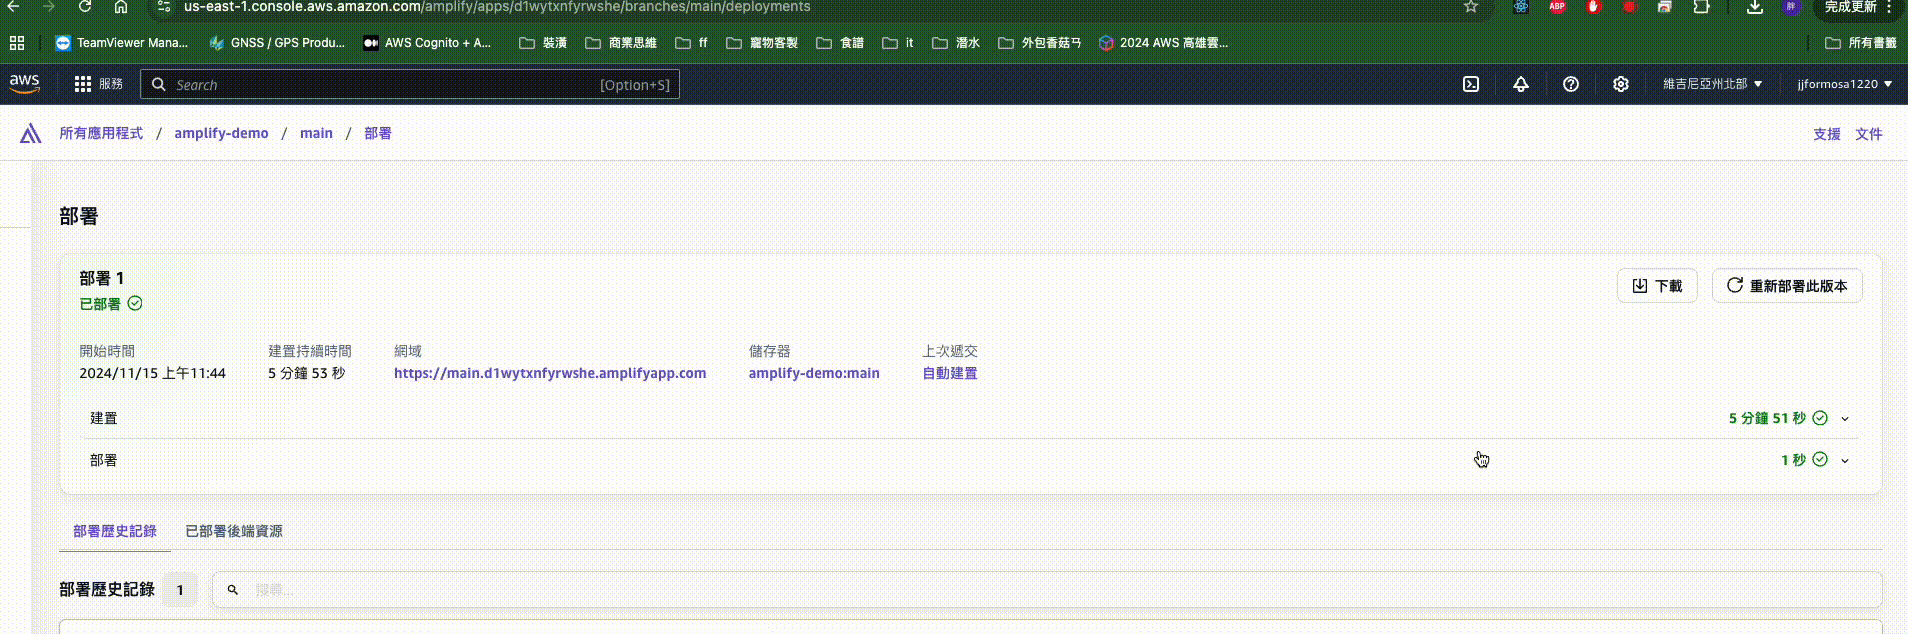 us-east-1.console.aws.amazon.com/amplify/apps/d1wytxnfyrwshe/branches/main/deployments
ABP
胖
完成更新
TeamViewer Mana...
GNSS / GPS Produ...
AWS Cognito + A...
裝潢
商業思維
ff
寵物客製
食譜
it
潛水
外包香菇ㄢ
2024 AWS 高雄雲...
所有書籤
aws
服務
Search
[Option+S]
維吉尼亞州北部
jjformosa1220
所有應用程式 / amplify-demo / main / 部署
支援
文件
部署
部署 1
已部署
下載
重新部署此版本
開始時間
建置持續時間
網域
儲存器
上次遞交
2024/11/15 上午11:44
5 分鐘 53 秒
https://main.d1wytxnfyrwshe.amplifyapp.com
amplify-demo:main
自動建置
建置
5 分鐘 51 秒
部署
1 秒
部署歷史記錄
已部署後端資源
部署歷史記錄
1
搜尋...